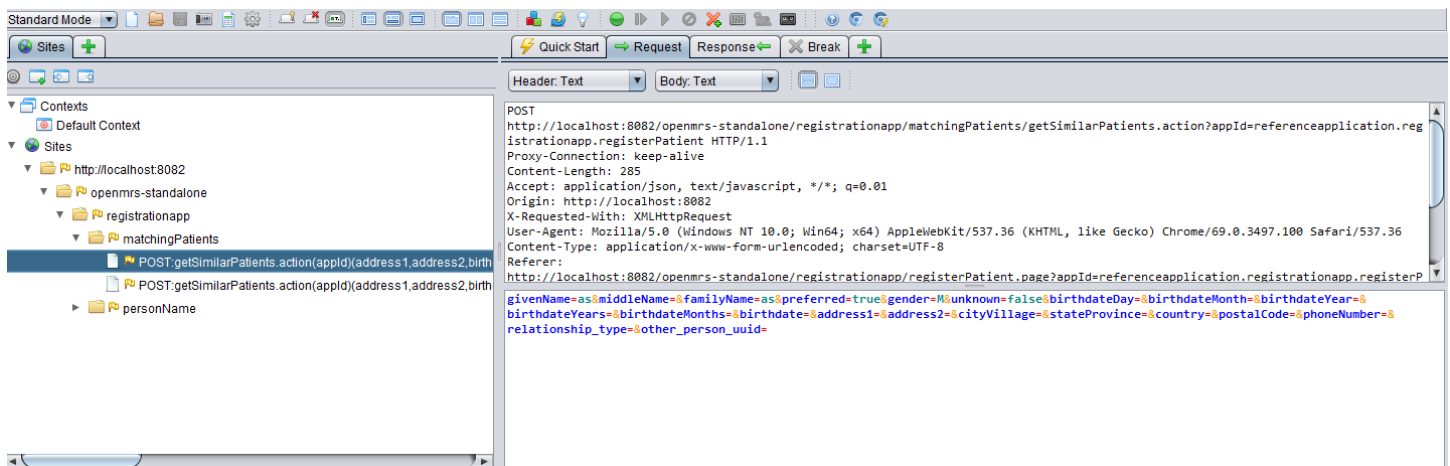 Standard Mode
Sites
Quick Start
Request
Response
Break
Header: Text
Body: Text
Contexts
Default Context
Sites
http://localhost:8082
openmrs-standalone
registrationapp
matchingPatients
POST:getSimilarPatients.action(appId)(address1,address2,birth
POST:getSimilarPatients.action(appId)(address1,address2,birth
personName
POST
http://localhost:8082/openmrs-standalone/registrationapp/matchingPatients/getSimilarPatients.action?appId=referenceapplication.reg
istrationapp.registerPatient HTTP/1.1
Proxy-Connection: keep-alive
Content-Length: 285
Accept: application/json, text/javascript, */*; q=0.01
Origin: http://localhost:8082
X-Requested-With: XMLHttpRequest
User-Agent: Mozilla/5.0 (Windows NT 10.0; Win64; x64) AppleWebKit/537.36 (KHTML, like Gecko) Chrome/69.0.3497.100 Safari/537.36
Content-Type: application/x-www-form-urlencoded; charset=UTF-8
Referer:
http://localhost:8082/openmrs-standalone/registrationapp/registerPatient.page?appId=referenceapplication.registrationapp.registerP
givenName=as&middleName=&familyName=as&preferred=true&gender=M&unknown=false&birthdateDay=&birthdateMonth=&birthdateYear=&
birthdateYears=&birthdateMonths=&birthdate=&address1=&address2=&cityVillage=&stateProvince=&country=&postalCode=&phoneNumber=&
relationship_type=&other_person_uuid=